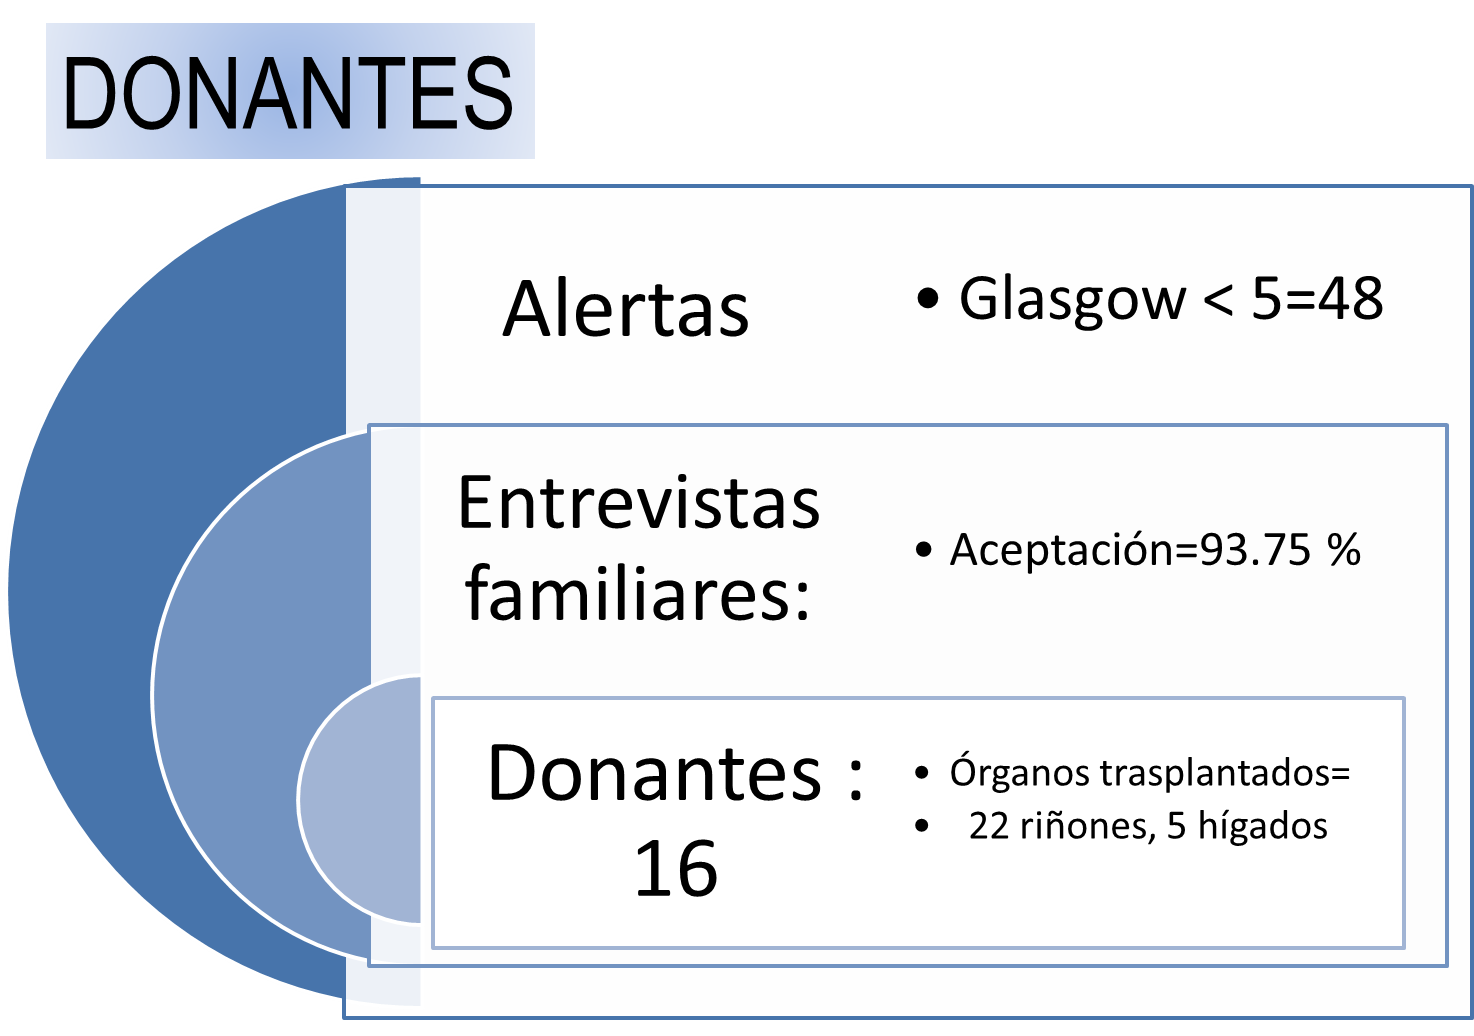 DONANTES
Alertas
• Glasgow < 5=48
Entrevistas
familiares:
• Aceptación=93.75 %
Donantes :
16
• Órganos trasplantados=
• 22 riñones, 5 hígados